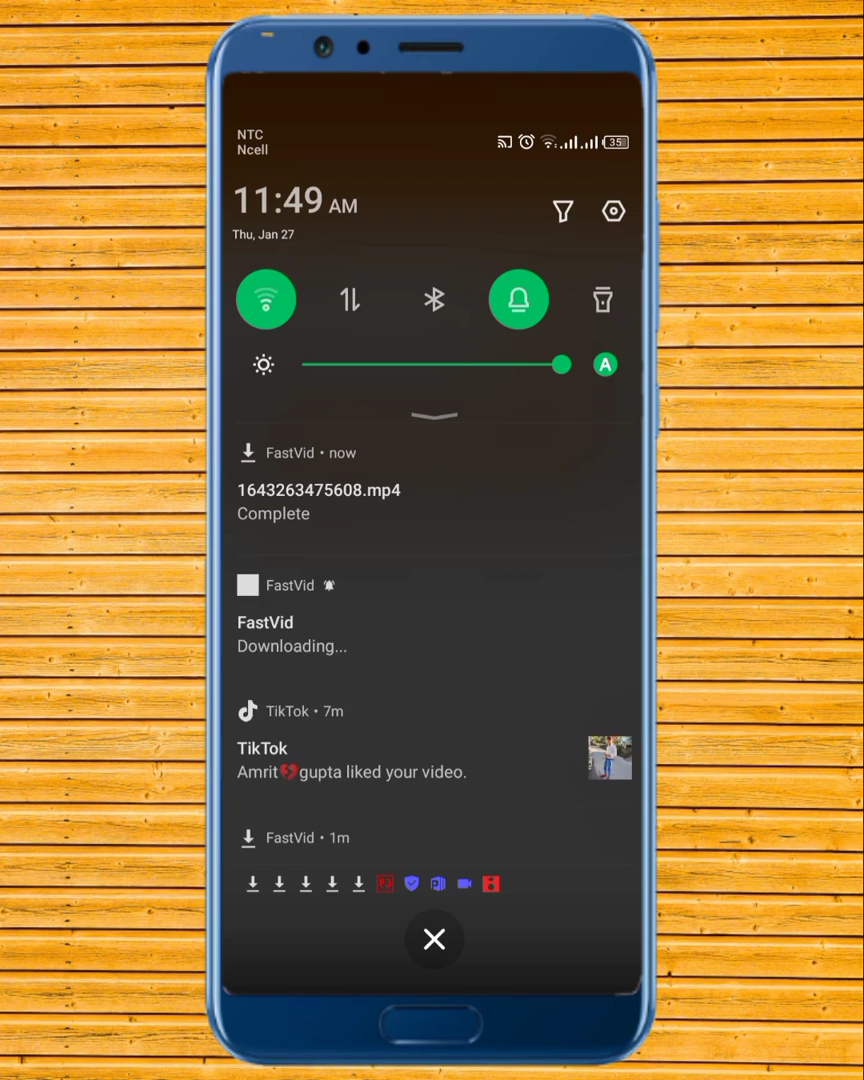 NTC
Ncell
35
11:49 AM
Thu, Jan 27
A
FastVid • now
1643263475608.mp4
Complete
FastVid
FastVid
Downloading...
TikTok • 7m
TikTok
Amrit💔gupta liked your video.
FastVid • 1m